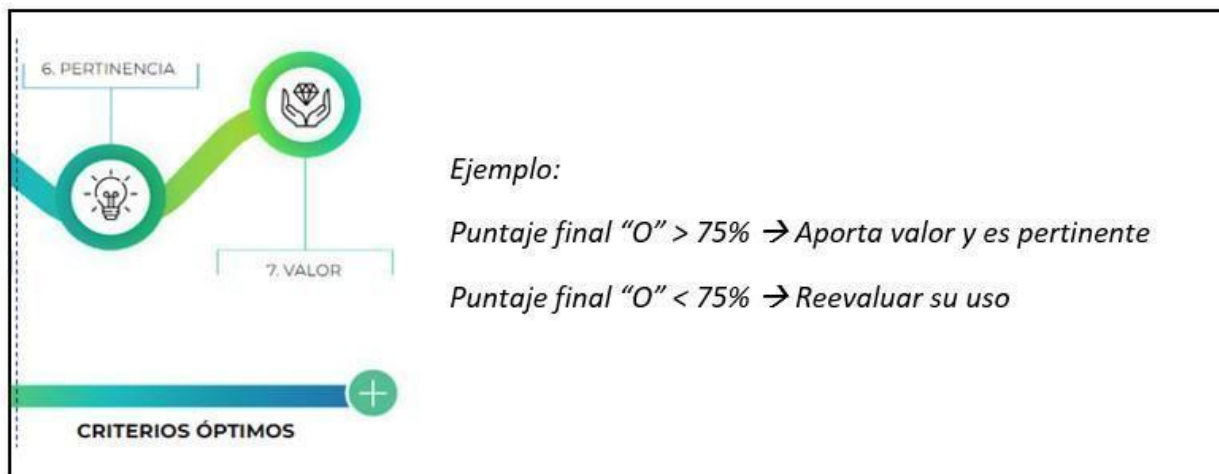 6. PERTINENCIA
7. VALOR
CRITERIOS ÓPTIMOS
Ejemplo:
Puntaje final “O” > 75% → Aporta valor y es pertinente
Puntaje final “O” < 75% → Reevaluar su uso